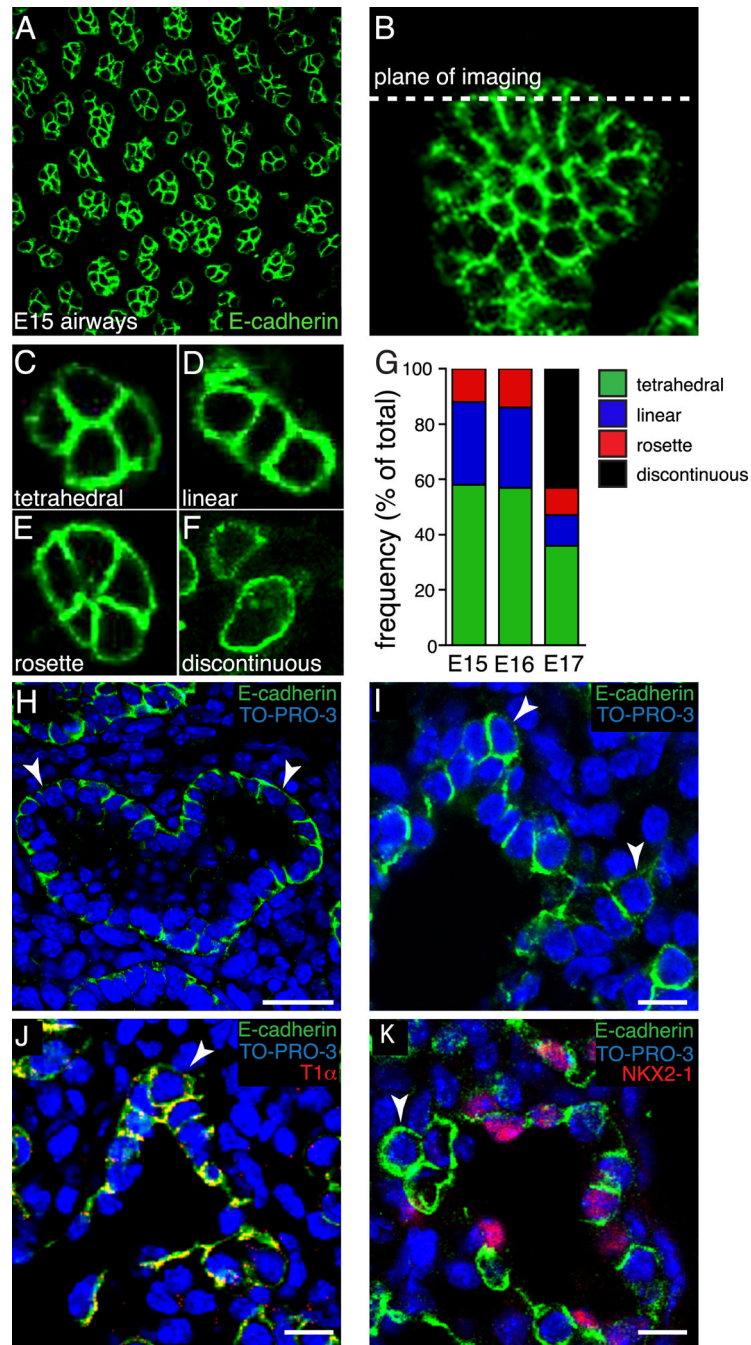 A
E15 airways
E-cadherin
B
plane of imaging
C
tetrahedral
D
linear
E
rosette
F
discontinuous
G
frequency (% of total)
100
80
60
40
20
0
E15
E16
E17
tetrahedral
linear
rosette
discontinuous
H
E-cadherin
TO-PRO-3
I
E-cadherin
TO-PRO-3
J
E-cadherin
TO-PRO-3
T1α
K
E-cadherin
TO-PRO-3
NKX2-1